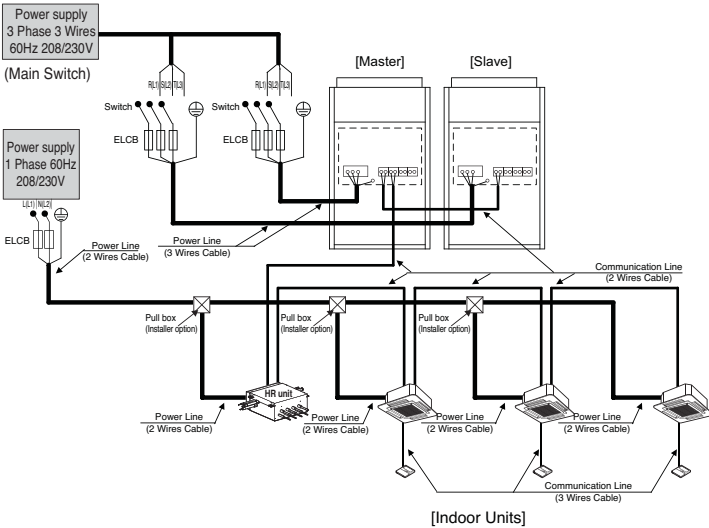 Power supply
3 Phase 3 Wires
60Hz 208/230V
(Main Switch)
[Master]
[Slave]
R(L1) S(L2) T(L3)
R(L1) S(L2) T(L3)
Switch
Switch
ELCB
ELCB
Power supply
1 Phase 60Hz
208/230V
L(L1) N(L2)
ELCB
Power Line
(2 Wires Cable)
Power Line
(3 Wires Cable)
Communication Line
(2 Wires Cable)
Pull box
(Installer option)
Pull box
(Installer option)
Pull box
(Installer option)
HR unit
Power Line
(2 Wires Cable)
Power Line
(2 Wires Cable)
Power Line
(2 Wires Cable)
Power Line
(2 Wires Cable)
Communication Line
(3 Wires Cable)
[Indoor Units]